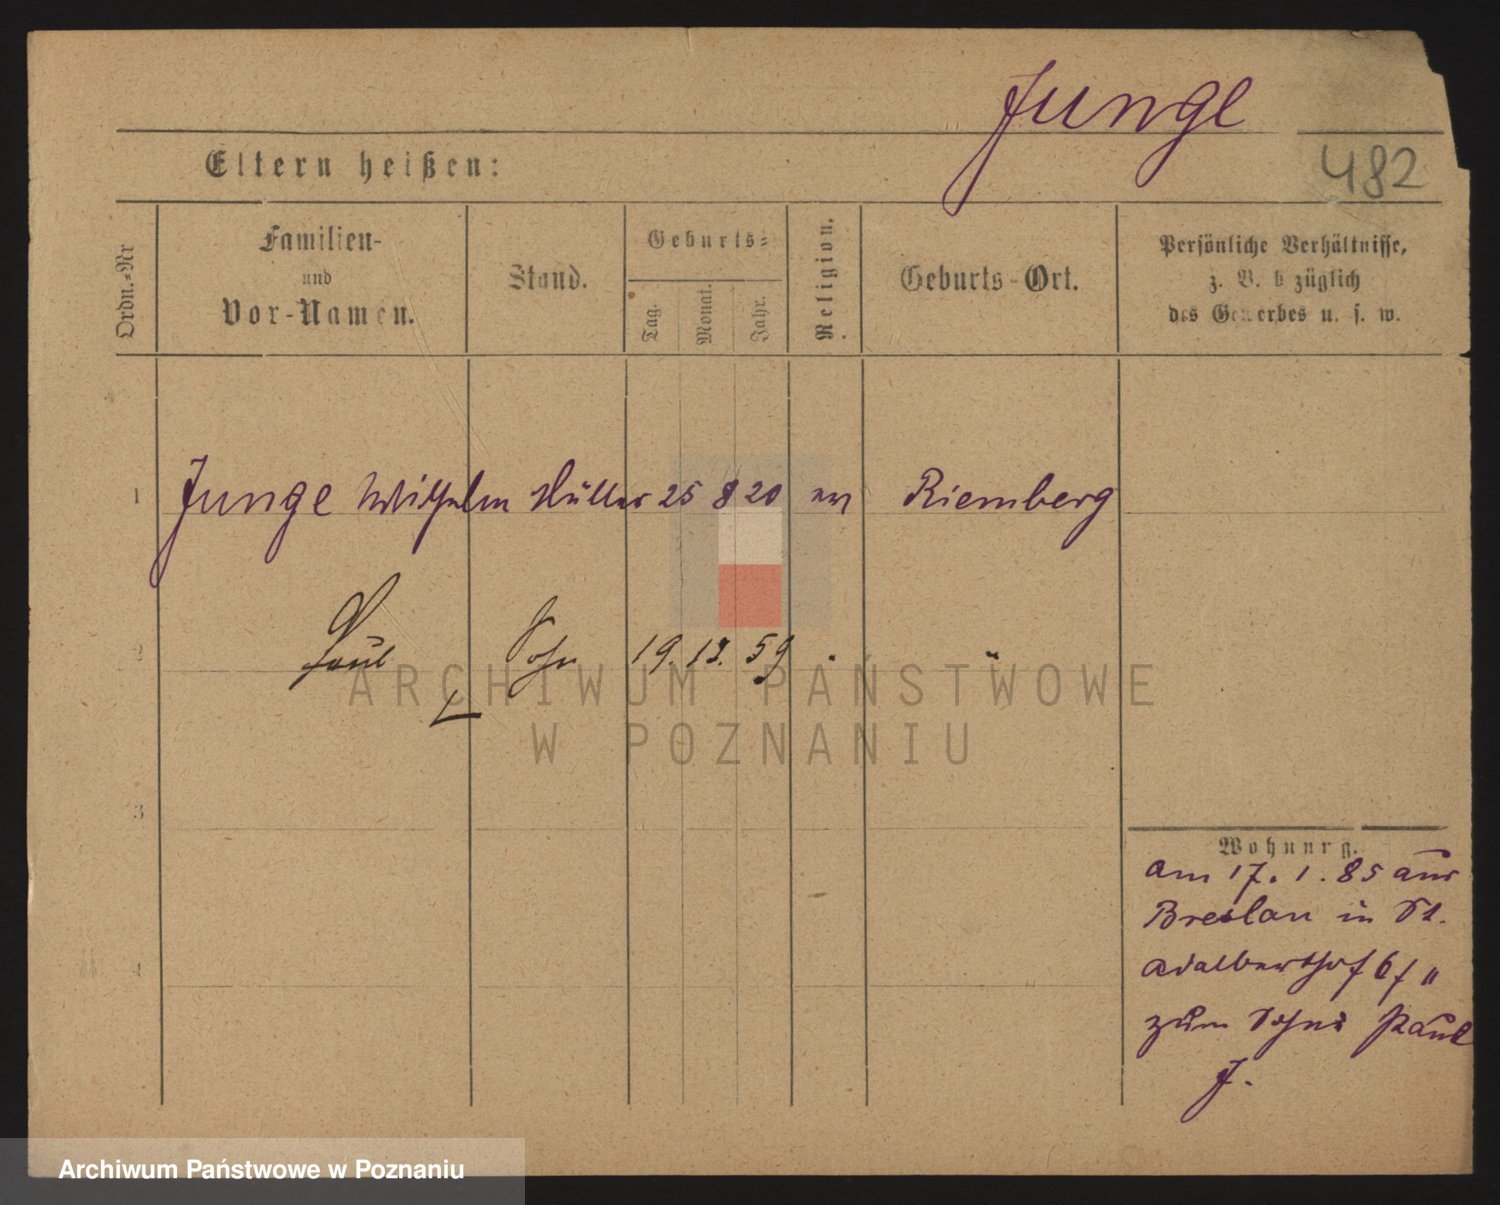 Junge
482
Eltern heißen:
Ordn.-Nr
Familien-
und
Vor-Namen.
Stand.
Geburts=
Tag.
Monat.
Jahr.
Religion.
Geburts-Ort.
Persönliche Verhältnisse,
z. B. b züglich
des Gewerbes u. s. w.
1 Junge Wilhelm Müller 25 8 20 ev Riemberg
2 Paul Sohn 19. 12. 59 " "
3
4
Wohnung.
am 17. 1. 85 aus
Breslau in St.
Adalberthof 6/7 "
zum Sohne Paul
J.
ARCHIWUM PAŃSTWOWE
W POZNANIU
Archiwum Państwowe w Poznaniu